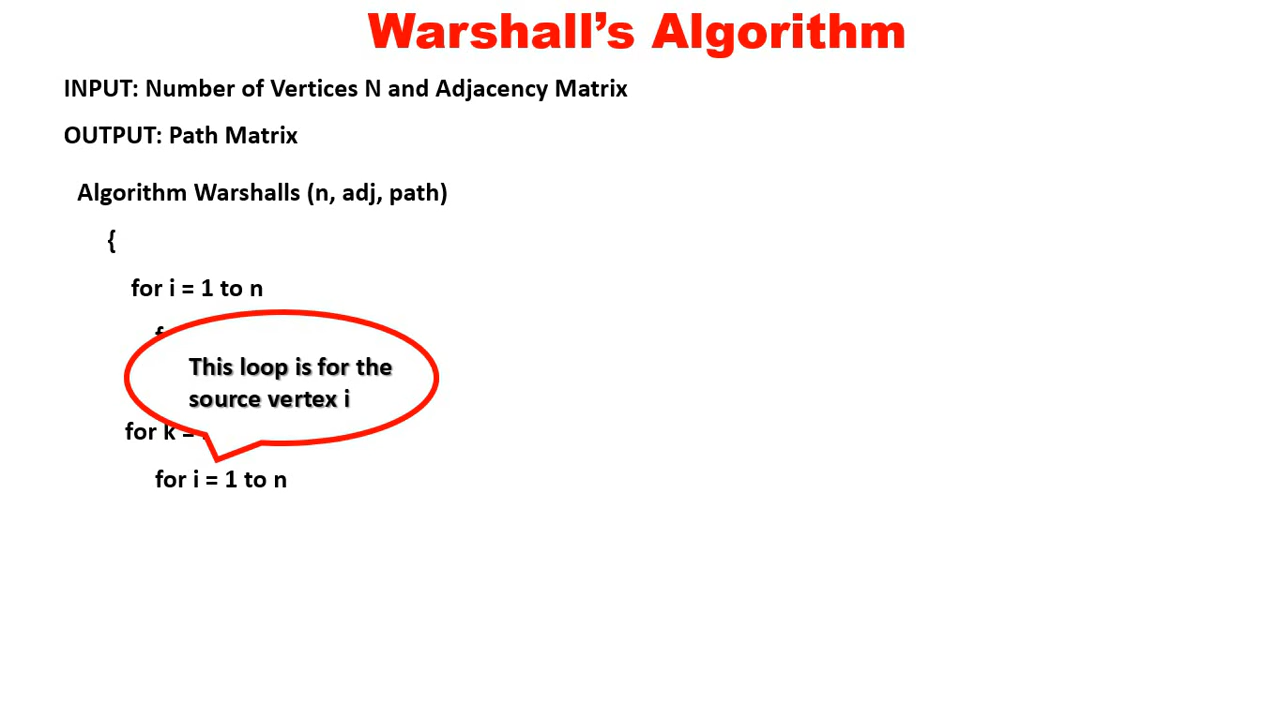 Warshall’s Algorithm
INPUT: Number of Vertices N and Adjacency Matrix
OUTPUT: Path Matrix
Algorithm Warshalls (n, adj, path)
{
for i = 1 to n
This loop is for the
source vertex i
for k =
for i = 1 to n